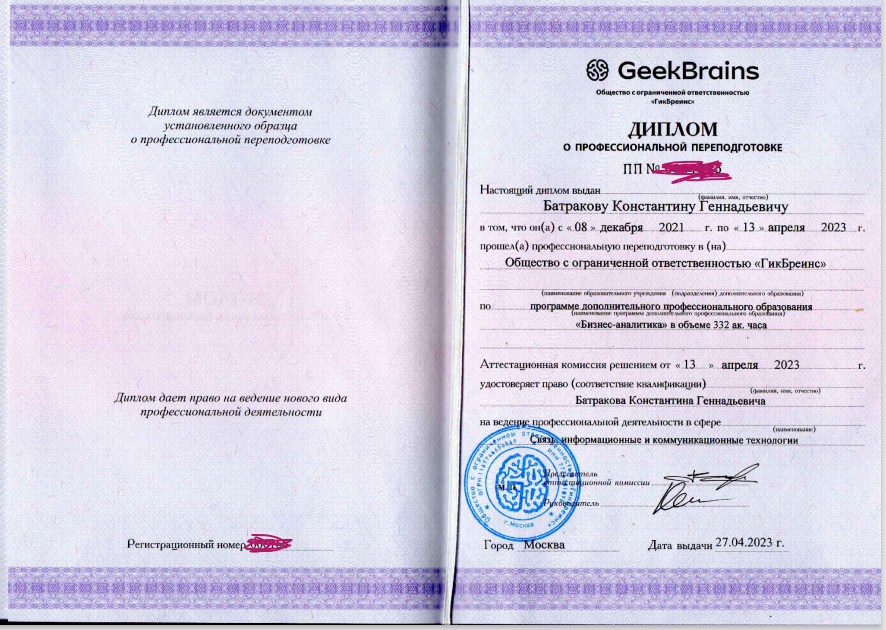 Диплом является документом
установленного образца
о профессиональной переподготовке
Диплом дает право на ведение нового вида
профессиональной деятельности
Регистрационный номер
GeekBrains
Общество с ограниченной ответственностью
«ГикБреинс»
ДИПЛОМ
О ПРОФЕССИОНАЛЬНОЙ ПЕРЕПОДГОТОВКЕ
ПП №
Настоящий диплом выдан
(фамилия, имя, отчество)
Батракову Константину Геннадьевичу
в том, что он(а) с «08» декабря 2021 г. по «13» апреля 2023 г.
прошел(а) профессиональную переподготовку в (на)
Общество с ограниченной ответственностью «ГикБреинс»
(наименование образовательного учреждения (подразделения) дополнительного образования)
по программе дополнительного профессионального образования
(наименование программы дополнительного профессионального образования)
«Бизнес-аналитика» в объеме 332 ак. часа
Аттестационная комиссия решением от «13» апреля 2023 г.
удостоверяет право (соответствие квалификации)
(фамилия, имя, отчество)
Батракова Константина Геннадьевича
на ведение профессиональной деятельности в сфере
(наименование)
Связь, информационные и коммуникационные технологии
Председатель
аттестационной комиссии
Руководитель
М.П.
г. Москва
Город Москва
Дата выдачи 27.04.2023 г.